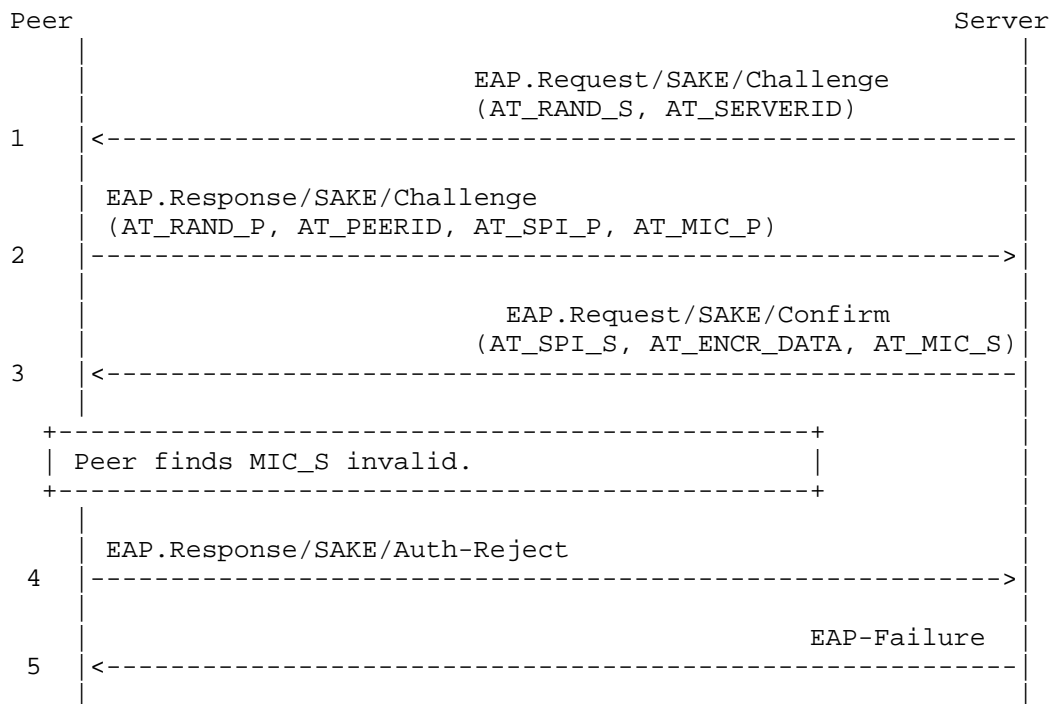 Peer Server
EAP.Request/SAKE/Challenge
(AT_RAND_S, AT_SERVERID)
1
EAP.Response/SAKE/Challenge
(AT_RAND_P, AT_PEERID, AT_SPI_P, AT_MIC_P)
2
EAP.Request/SAKE/Confirm
(AT_SPI_S, AT_ENCR_DATA, AT_MIC_S)
3
Peer finds MIC_S invalid.
EAP.Response/SAKE/Auth-Reject
4
EAP-Failure
5